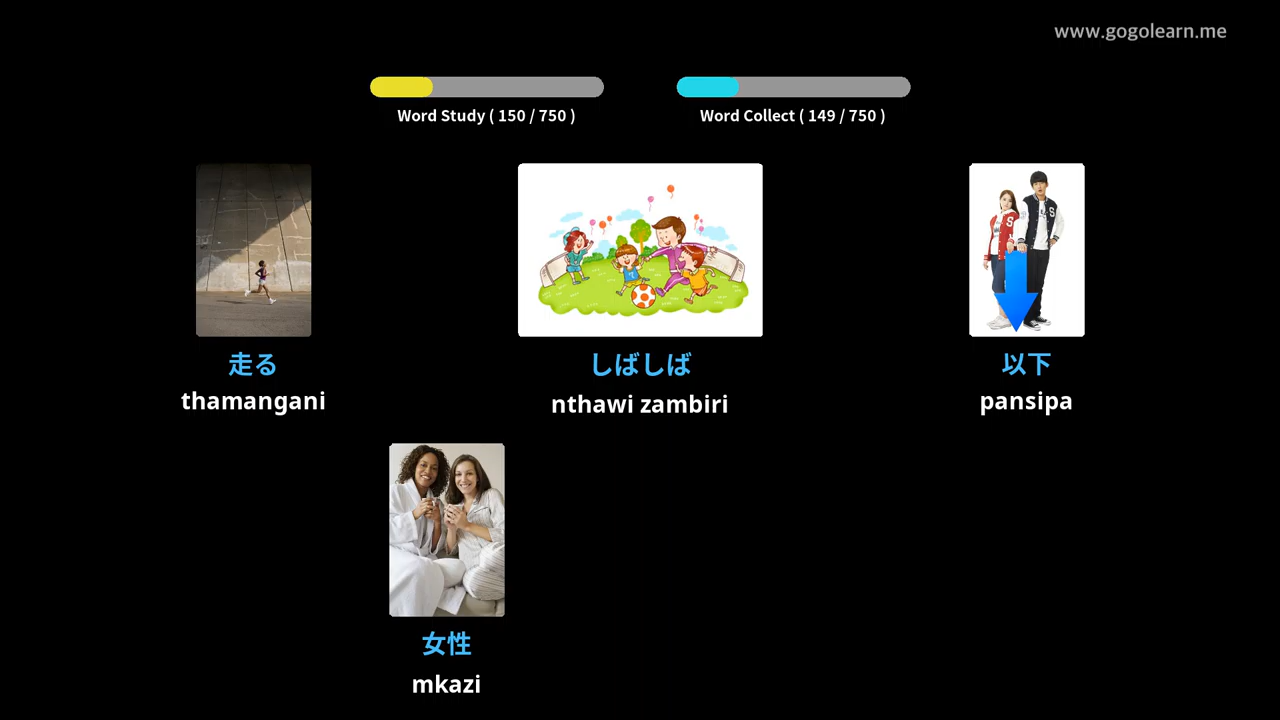 www.gogolearn.me
Word Study ( 150 / 750 )
Word Collect ( 149 / 750 )
走る
thamangani
しばしば
nthawi zambiri
以下
pansipa
女性
mkazi